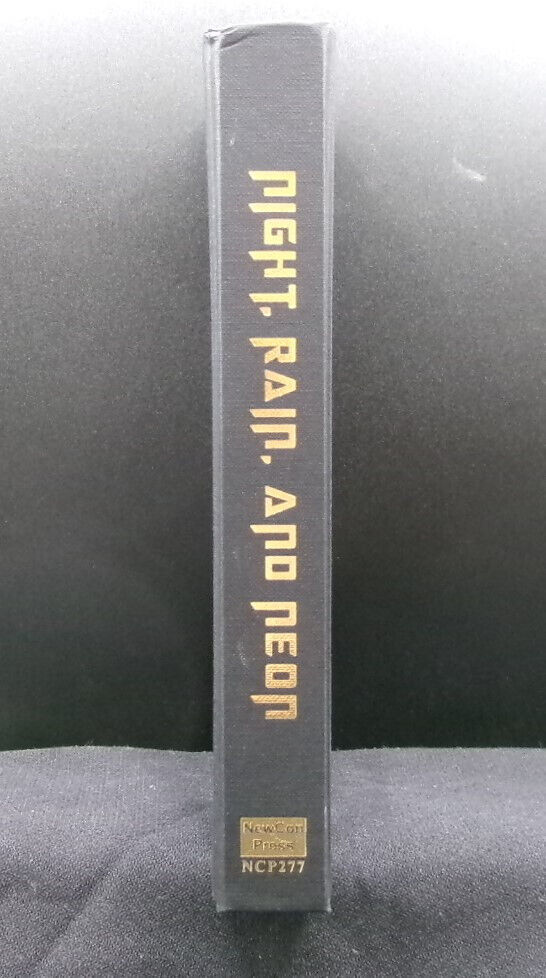 NIGHT, RAIN, AND NEON
NewCon
Press
NCP277